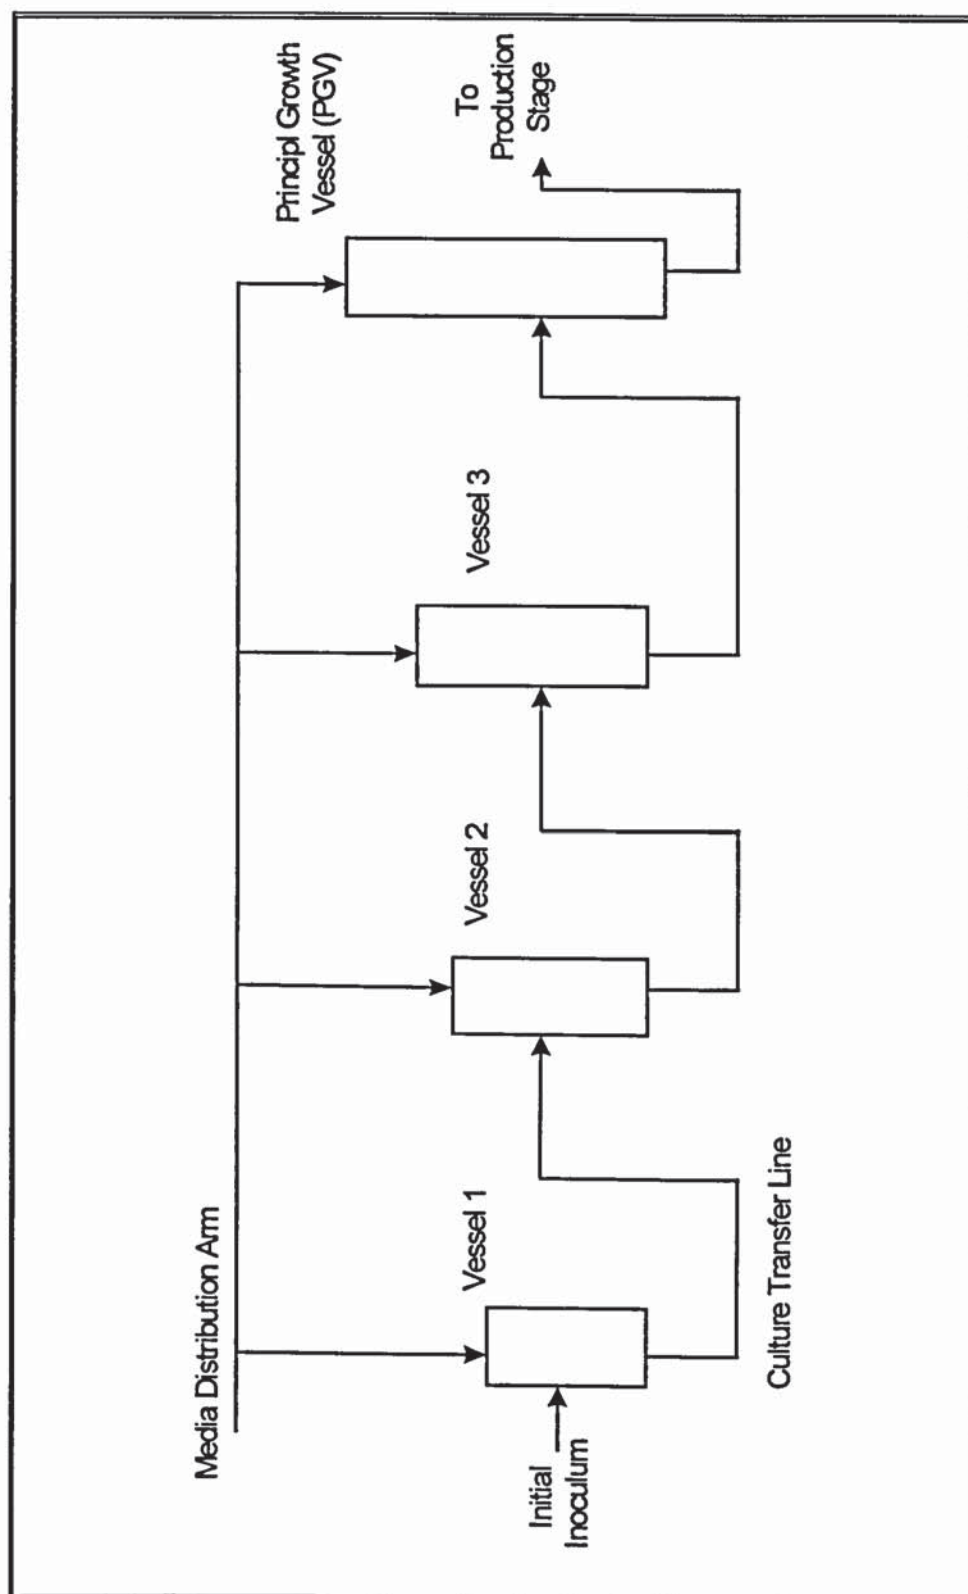 Media Distribution Arm
Initial
Inoculum
Vessel 1
Culture Transfer Line
Vessel 2
Vessel 3
Principl Growth
Vessel (PGV)
To
Production
Stage